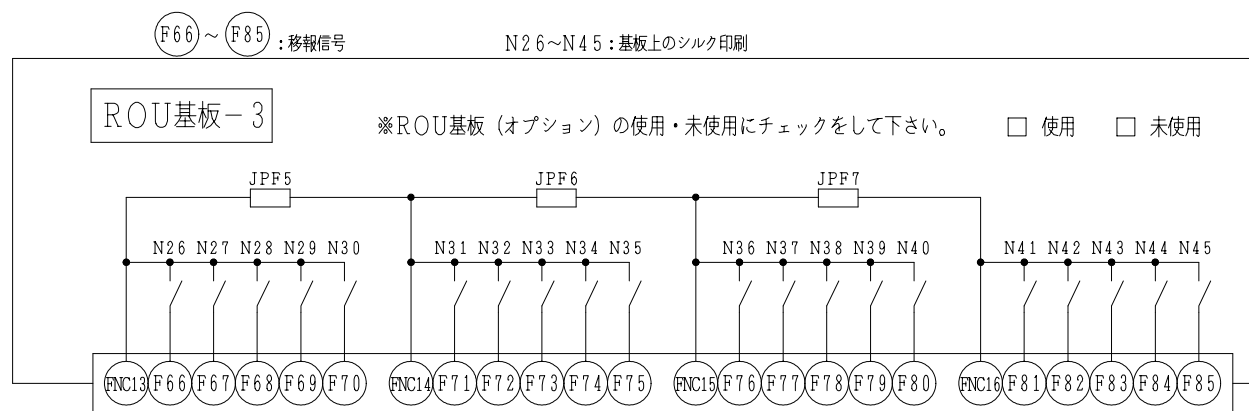 F66～F85：移報信号 N26～N45：基板上のシルク印刷
ROU基板－3
※ROU基板（オプション）の使用・未使用にチェックをして下さい。 □ 使用 □ 未使用
JPF5 JPF6 JPF7
N26 N27 N28 N29 N30 N31 N32 N33 N34 N35 N36 N37 N38 N39 N40 N41 N42 N43 N44 N45
FNC13 F66 F67 F68 F69 F70 FNC14 F71 F72 F73 F74 F75 FNC15 F76 F77 F78 F79 F80 FNC16 F81 F82 F83 F84 F85